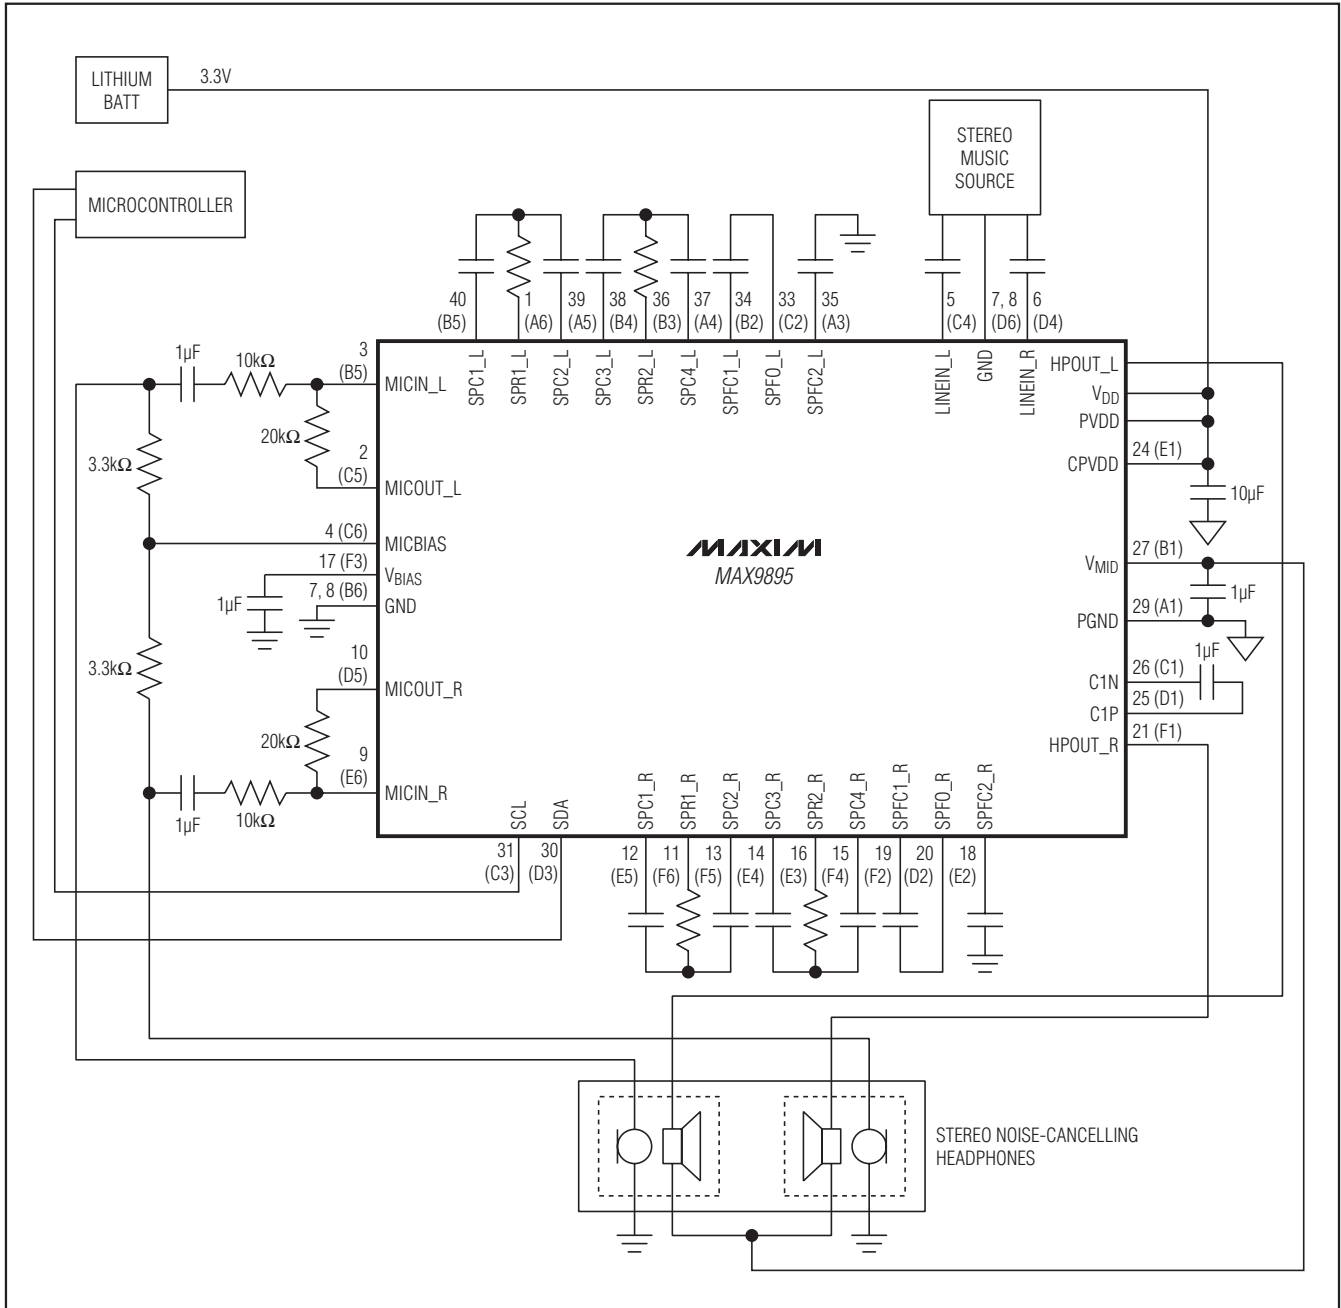 LITHIUM
BATT
3.3V
MICROCONTROLLER
STEREO
MUSIC
SOURCE
40
(B5)
1
(A6)
39
(A5)
38
(B4)
36
(B3)
37
(A4)
34
(B2)
33
(C2)
35
(A3)
5
(C4)
7, 8
(D6)
6
(D4)
SPC1_L
SPR1_L
SPC2_L
SPC3_L
SPR2_L
SPC4_L
SPFC1_L
SPFO_L
SPFC2_L
LINEIN_L
GND
LINEIN_R
1µF
10kΩ
3
(B5)
MICIN_L
20kΩ
2
(C5)
MICOUT_L
3.3kΩ
4 (C6)
MICBIAS
17 (F3)
VBIAS
1µF
7, 8 (B6)
GND
3.3kΩ
10
(D5)
MICOUT_R
20kΩ
9
(E6)
MICIN_R
1µF
10kΩ
MAXIM
MAX9895
HPOUT_L
VDD
PVDD
CPVDD
24 (E1)
10µF
VMID
27 (B1)
1µF
PGND
29 (A1)
1µF
C1N
26 (C1)
C1P
25 (D1)
HPOUT_R
21 (F1)
SCL
SDA
SPC1_R
SPR1_R
SPC2_R
SPC3_R
SPR2_R
SPC4_R
SPFC1_R
SPFO_R
SPFC2_R
31
(C3)
30
(D3)
12
(E5)
11
(F6)
13
(F5)
14
(E4)
16
(E3)
15
(F4)
19
(F2)
20
(D2)
18
(E2)
STEREO NOISE-CANCELLING
HEADPHONES